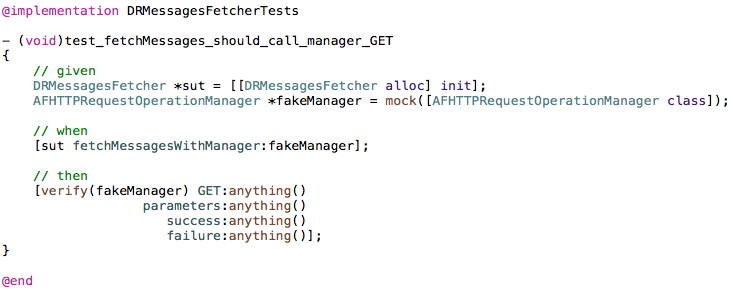 @implementation DRMessagesFetcherTests
– (void)test_fetchMessages_should_call_manager_GET
{
// given
DRMessagesFetcher *sut = [[DRMessagesFetcher alloc] init];
AFHTTPRequestOperationManager *fakeManager = mock([AFHTTPRequestOperationManager class]);
// when
[sut fetchMessagesWithManager:fakeManager];
// then
[verify(fakeManager) GET:anything()
parameters:anything()
success:anything()
failure:anything()];
}
@end